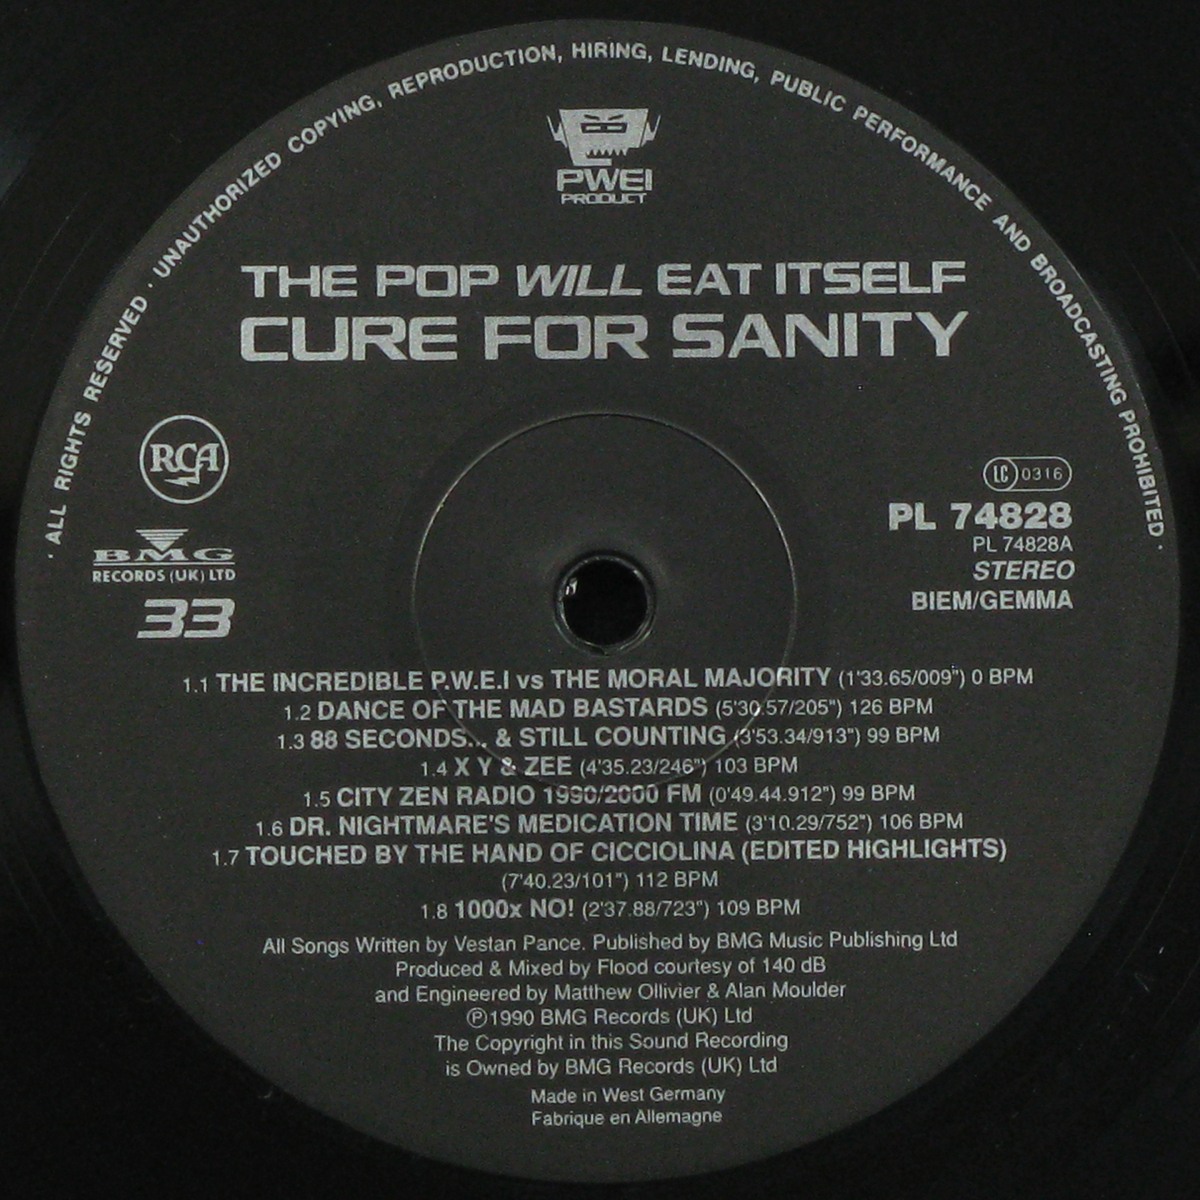 · ALL RIGHTS RESERVED · UNAUTHORIZED COPYING, REPRODUCTION, HIRING, LENDING, PUBLIC PERFORMANCE AND BROADCASTING PROHIBITED ·
PWEI
PRODUCT
THE POP WILL EAT ITSELF
CURE FOR SANITY
RCA
BMG
RECORDS (UK) LTD
33
LC 0316
PL 74828
PL 74828A
STEREO
BIEM/GEMMA
1.1 THE INCREDIBLE P.W.E.I vs THE MORAL MAJORITY (1'33.65/009") 0 BPM
1.2 DANCE OF THE MAD BASTARDS (5'30.57/205") 126 BPM
1.3 88 SECONDS... & STILL COUNTING (3'53.34/913") 99 BPM
1.4 X Y & ZEE (4'35.23/246") 103 BPM
1.5 CITY ZEN RADIO 1990/2000 FM (0'49.44.912") 99 BPM
1.6 DR. NIGHTMARE'S MEDICATION TIME (3'10.29/752") 106 BPM
1.7 TOUCHED BY THE HAND OF CICCIOLINA (EDITED HIGHLIGHTS)
(7'40.23/101") 112 BPM
1.8 1000x NO! (2'37.88/723") 109 BPM
All Songs Written by Vestan Pance. Published by BMG Music Publishing Ltd
Produced & Mixed by Flood courtesy of 140 dB
and Engineered by Matthew Ollivier & Alan Moulder
℗1990 BMG Records (UK) Ltd
The Copyright in this Sound Recording
is Owned by BMG Records (UK) Ltd
Made in West Germany
Fabrique en Allemagne